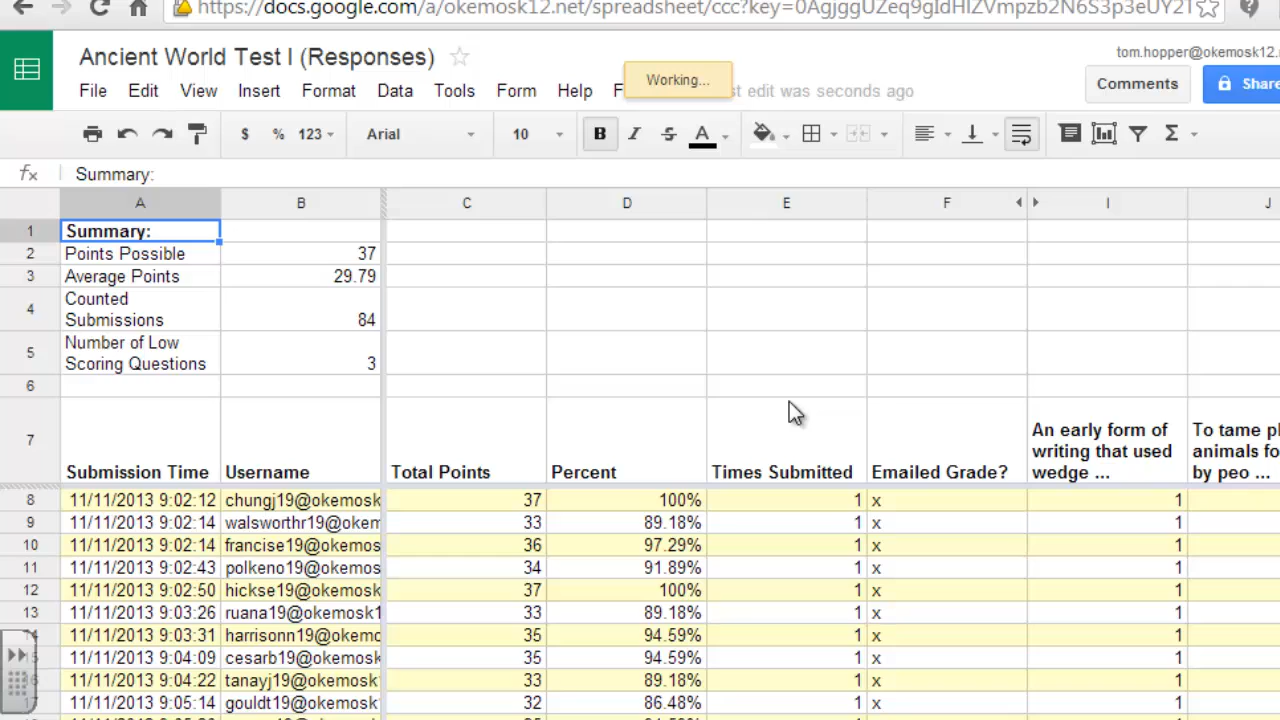 https://docs.google.com/a/okemosk12.net/spreadsheet/ccc?key=
Ancient World Test I (Responses)
tom.hopper@okemosk12.
File Edit View Insert Format Data Tools Form Help
Working...
edit was seconds ago
Comments
Share
$ % 123 Arial 10 B I S A Σ
fx Summary:
A B C D E F I J
1 Summary:
2 Points Possible 37
3 Average Points 29.79
4 Counted
Submissions 84
5 Number of Low
Scoring Questions 3
6
7 Submission Time Username Total Points Percent Times Submitted Emailed Grade? An early form of
writing that used
wedge ... To tame
animals
by peo ...
8 11/11/2013 9:02:12 chungj19@okemosk 37 100% 1 x 1
9 11/11/2013 9:02:14 walsworthr19@okem 33 89.18% 1 x 1
10 11/11/2013 9:02:14 francise19@okemos 36 97.29% 1 x 1
11 11/11/2013 9:02:43 polkeno19@okemos 34 91.89% 1 x 1
12 11/11/2013 9:02:50 hickse19@okemosk 37 100% 1 x 1
13 11/11/2013 9:03:26 ruana19@okemosk1 33 89.18% 1 x 1
14 11/11/2013 9:03:31 harrisonn19@okemo 35 94.59% 1 x 1
15 11/11/2013 9:04:09 cesarb19@okemosk 35 94.59% 1 x 1
16 11/11/2013 9:04:22 tanayj19@okemosk 33 89.18% 1 x 1
17 11/11/2013 9:05:14 gouldt19@okemosk 32 86.48% 1 x 1